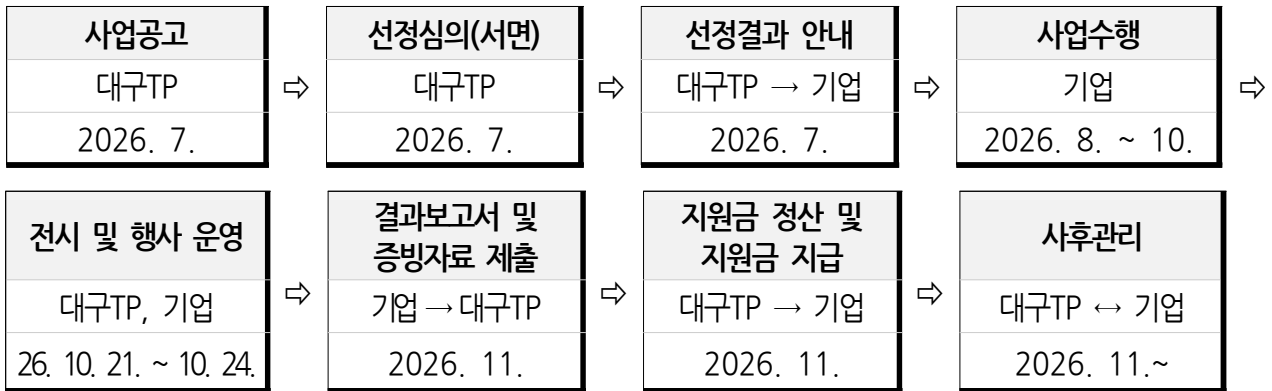 사업공고 선정심의(서면) 선정결과 안내 사업수행
대구TP ⇨ 대구TP ⇨ 대구TP → 기업 ⇨ 기업 ⇨
2026. 7. 2026. 7. 2026. 7. 2026. 8. ~ 10.
전시 및 행사 운영 결과보고서 및 증빙자료 제출 지원금 정산 및 지원금 지급 사후관리
대구TP, 기업 ⇨ 기업 → 대구TP ⇨ 대구TP → 기업 ⇨ 대구TP ↔ 기업
26. 10. 21. ~ 10. 24. 2026. 11. 2026. 11. 2026. 11.~